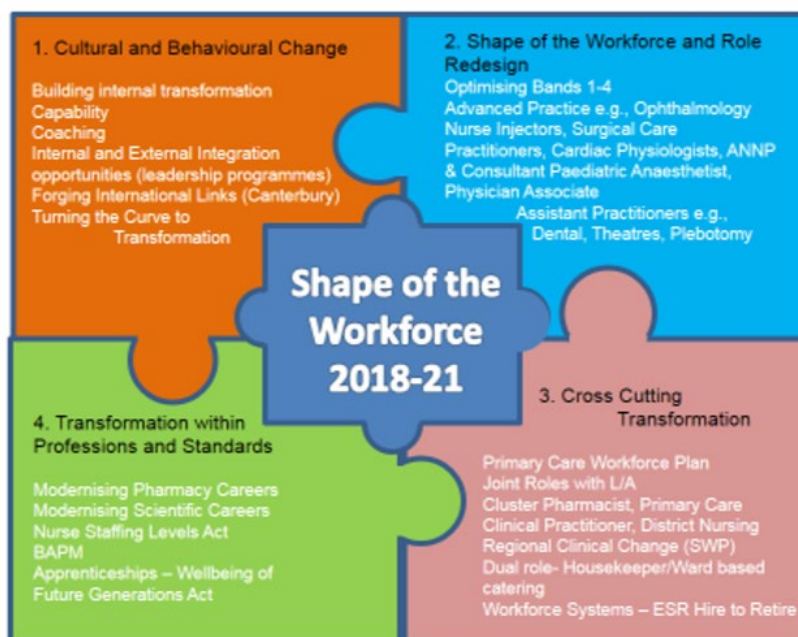 1. Cultural and Behavioural Change
Building internal transformation
Capability
Coaching
Internal and External Integration
opportunities (leadership programmes)
Forging International Links (Canterbury)
Turning the Curve to
Transformation
2. Shape of the Workforce and Role
Redesign
Optimising Bands 1-4
Advanced Practice e.g., Ophthalmology
Nurse Injectors, Surgical Care
Practitioners, Cardiac Physiologists, ANNP
& Consultant Paediatric Anaesthetist,
Physician Associate
Assistant Practitioners e.g.,
Dental, Theatres, Plebotomy
Shape of the
Workforce
2018-21
3. Cross Cutting
Transformation
Primary Care Workforce Plan
Joint Roles with L/A
Cluster Pharmacist, Primary Care
Clinical Practitioner, District Nursing
Regional Clinical Change (SWP)
Dual role- Housekeeper/Ward based
catering
Workforce Systems – ESR Hire to Retire
4. Transformation within
Professions and Standards
Modernising Pharmacy Careers
Modernising Scientific Careers
Nurse Staffing Levels Act
BAPM
Apprenticeships – Wellbeing of
Future Generations Act